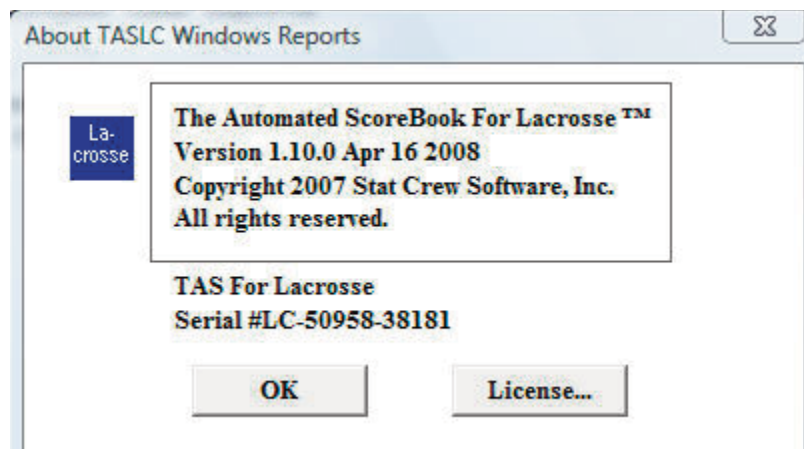 About TASLC Windows Reports
La-
crosse
The Automated ScoreBook For Lacrosse ™
Version 1.10.0 Apr 16 2008
Copyright 2007 Stat Crew Software, Inc.
All rights reserved.
TAS For Lacrosse
Serial #LC-50958-38181
OK
License...